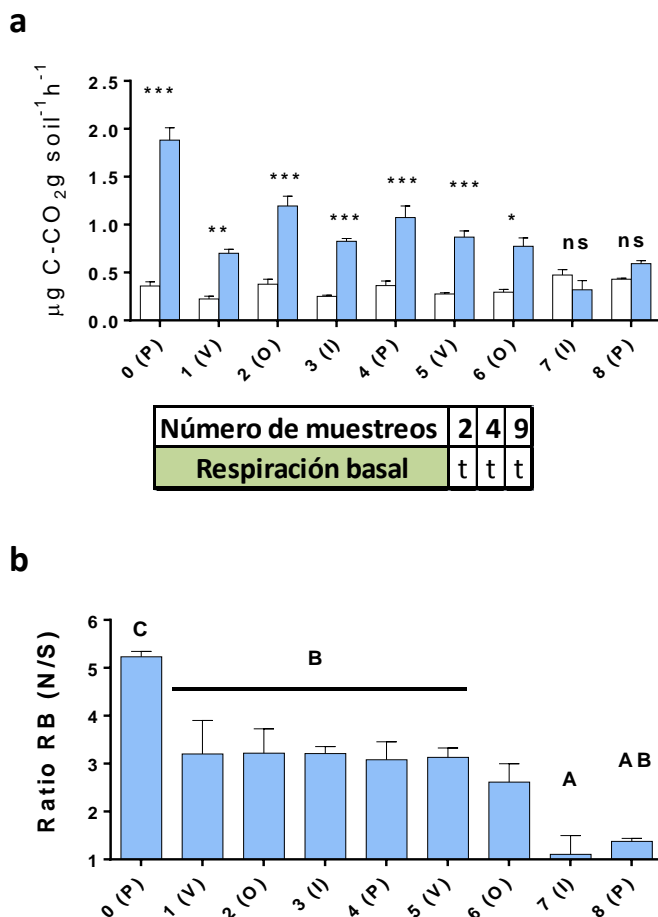 a
µg C-CO₂g soil⁻¹h⁻¹
2.5
2.0
1.5
1.0
0.5
0.0
***
**
***
***
***
***
*
ns
ns
0 (P)
1 (V)
2 (O)
3 (I)
4 (P)
5 (V)
6 (O)
7 (I)
8 (P)
Número de muestreos 2 4 9
Respiración basal t t t
b
Ratio RB (N/S)
6
5
4
3
2
1
C
B
A
AB
0 (P)
1 (V)
2 (O)
3 (I)
4 (P)
5 (V)
6 (O)
7 (I)
8 (P)